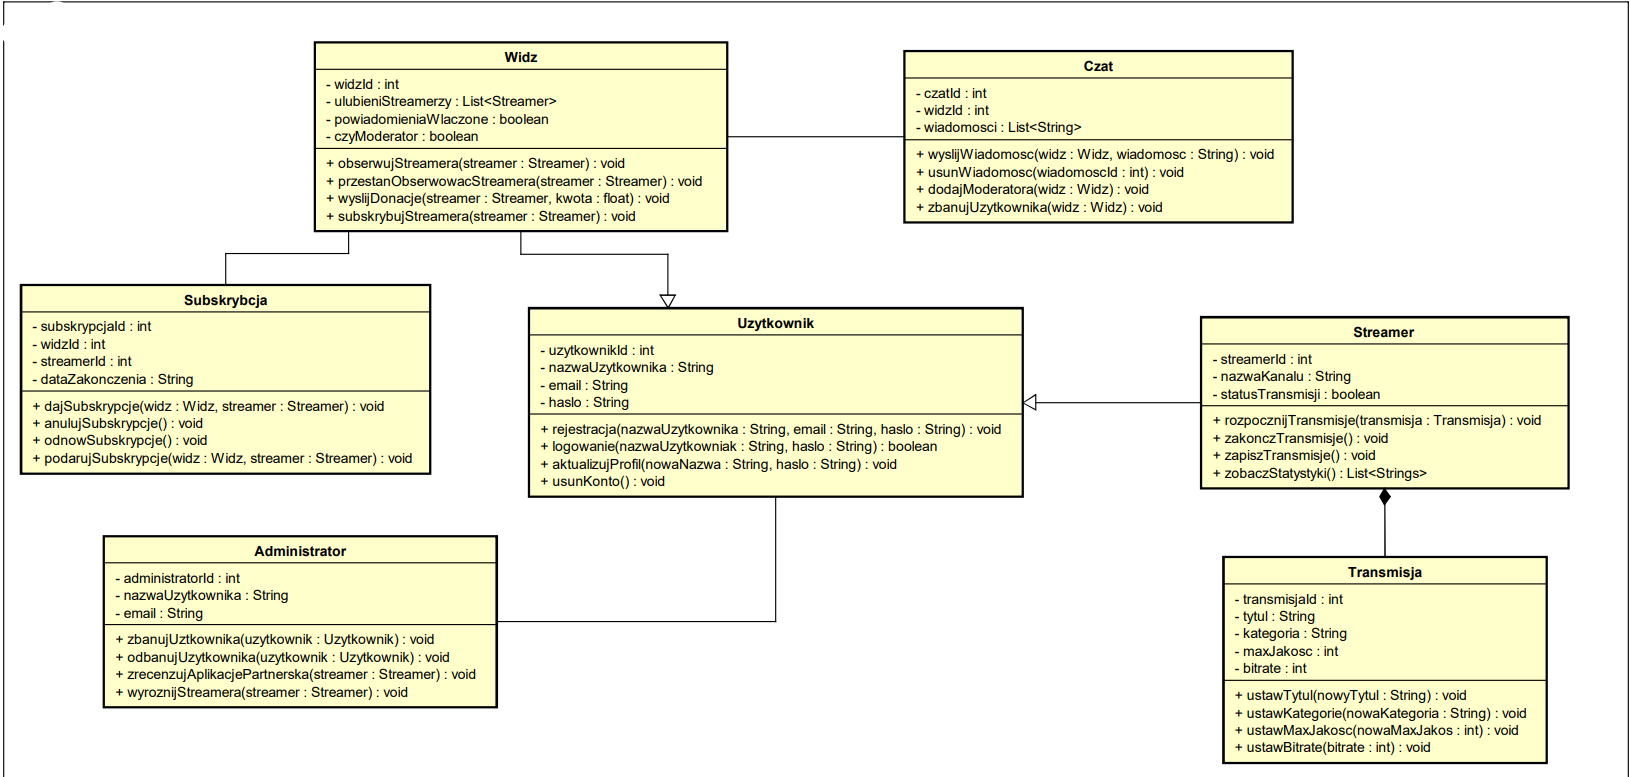 Widz
- widzId : int
- ulubieniStreamerzy : List<Streamer>
- powiadomieniaWlaczone : boolean
- czyModerator : boolean
+ obserwujStreamera(streamer : Streamer) : void
+ przestanObserwowacStreamera(streamer : Streamer) : void
+ wyslijDonacje(streamer : Streamer, kwota : float) : void
+ subskrybujStreamera(streamer : Streamer) : void
Czat
- czatId : int
- widzId : int
- wiadomosci : List<String>
+ wyslijWiadomosc(widz : Widz, wiadomosc : String) : void
+ usunWiadomosc(wiadomoscId : int) : void
+ dodajModeratora(widz : Widz) : void
+ zbanujUzytkownika(widz : Widz) : void
Subskrybcja
- subskrypcjaId : int
- widzId : int
- streamerId : int
- dataZakonczenia : String
+ dajSubskrypcje(widz : Widz, streamer : Streamer) : void
+ anulujSubskrypcje() : void
+ odnowSubskrypcje() : void
+ podarujSubskrypcje(widz : Widz, streamer : Streamer) : void
Uzytkownik
- uzytkownikId : int
- nazwaUzytkownika : String
- email : String
- haslo : String
+ rejestracja(nazwaUzytkownika : String, email : String, haslo : String) : void
+ logowanie(nazwaUzytkowniak : String, haslo : String) : boolean
+ aktualizujProfil(nowaNazwa : String, haslo : String) : void
+ usunKonto() : void
Streamer
- streamerId : int
- nazwaKanalu : String
- statusTransmisji : boolean
+ rozpocznijTransmisje(transmisja : Transmisja) : void
+ zakonczTransmisje() : void
+ zapiszTransmisje() : void
+ zobaczStatystyki() : List<Strings>
Administrator
- administratorId : int
- nazwaUzytkownika : String
- email : String
+ zbanujUztkownika(uzytkownik : Uzytkownik) : void
+ odbanujUzytkownika(uzytkownik : Uzytkownik) : void
+ zrecenzujAplikacjePartnerska(streamer : Streamer) : void
+ wyroznijStreamera(streamer : Streamer) : void
Transmisja
- transmisjaId : int
- tytul : String
- kategoria : String
- maxJakosc : int
- bitrate : int
+ ustawTytul(nowyTytul : String) : void
+ ustawKategorie(nowaKategoria : String) : void
+ ustawMaxJakosc(nowaMaxJakos : int) : void
+ ustawBitrate(bitrate : int) : void